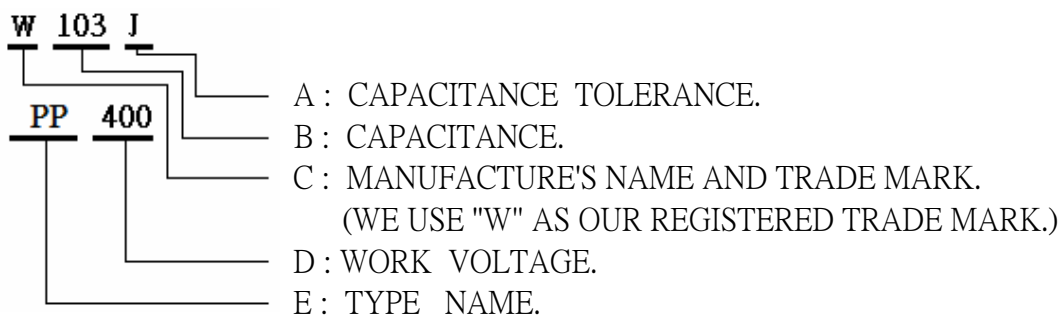 W 103 J
A : CAPACITANCE TOLERANCE.
PP 400
B : CAPACITANCE.
C : MANUFACTURE'S NAME AND TRADE MARK.
(WE USE "W" AS OUR REGISTERED TRADE MARK.)
D : WORK VOLTAGE.
E : TYPE NAME.